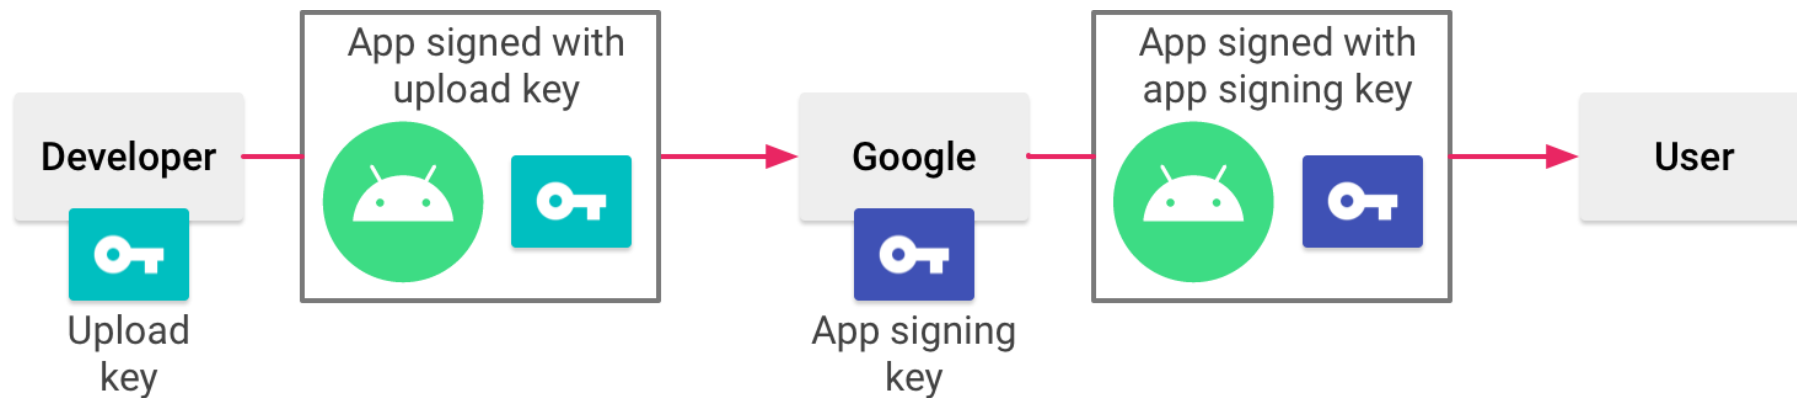 App signed with
upload key
App signed with
app signing key
Developer
Google
User
Upload
key
App signing
key